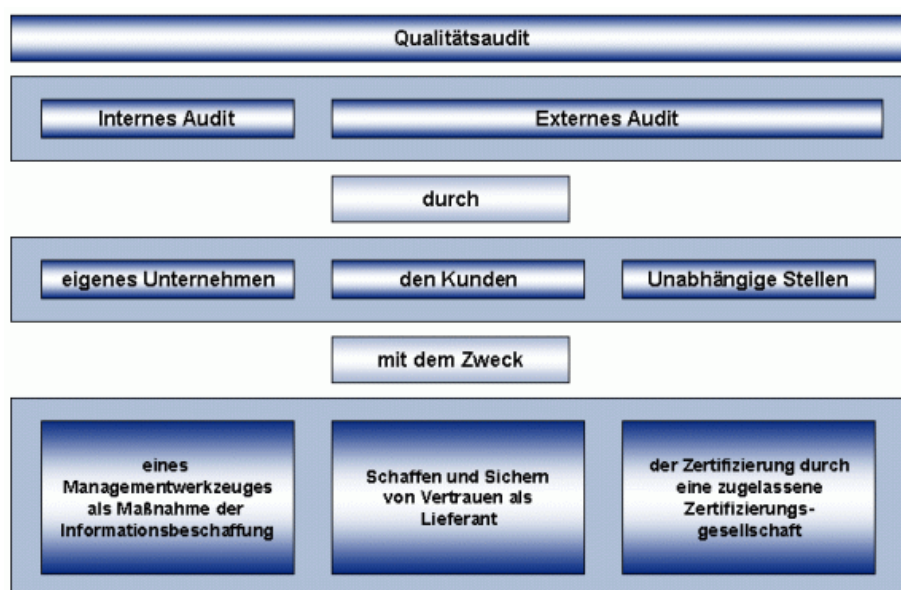 Qualitätsaudit
Internes Audit
Externes Audit
durch
eigenes Unternehmen
den Kunden
Unabhängige Stellen
mit dem Zweck
eines
Managementwerkzeuges
als Maßnahme der
Informationsbeschaffung
Schaffen und Sichern
von Vertrauen als
Lieferant
der Zertifizierung durch
eine zugelassene
Zertifizierungs-
gesellschaft